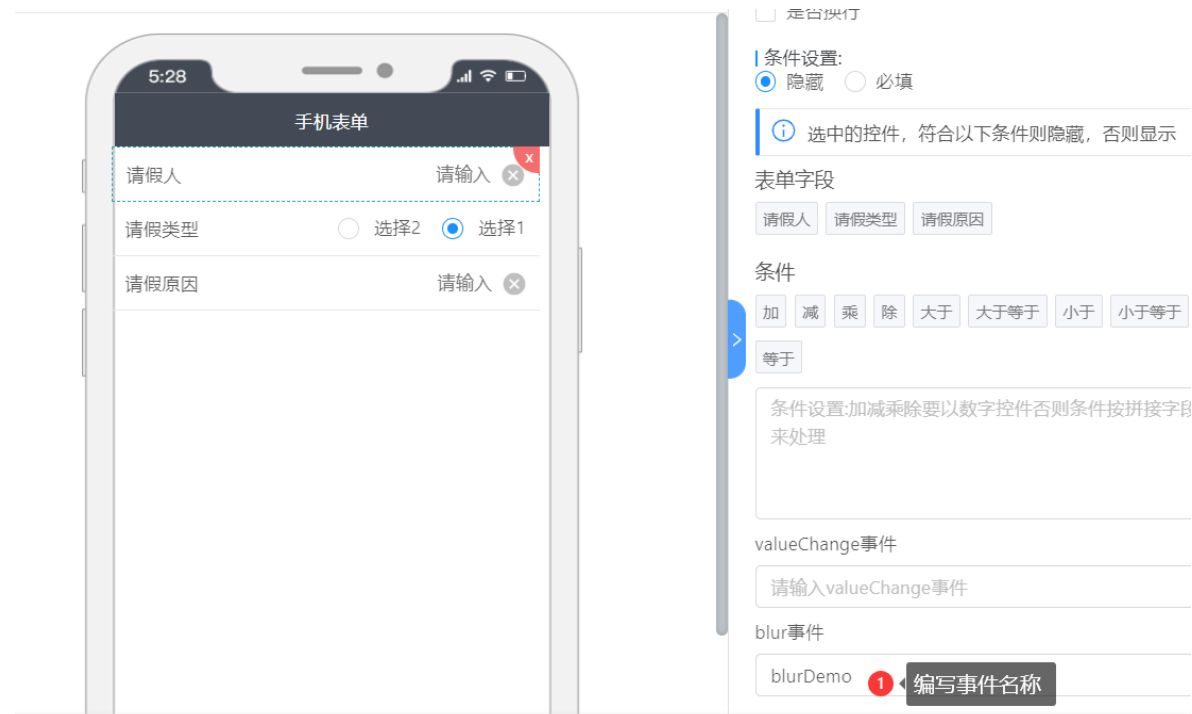 是否换行
5:28
手机表单
请假人 请输入
x
请假类型 选择2 选择1
请假原因 请输入
条件设置:
隐藏 必填
选中的控件，符合以下条件则隐藏，否则显示
表单字段
请假人 请假类型 请假原因
条件
加 减 乘 除 大于 大于等于 小于 小于等于
等于
条件设置:加减乘除要以数字控件否则条件按拼接字段
来处理
valueChange事件
请输入valueChange事件
blur事件
blurDemo 1 编写事件名称